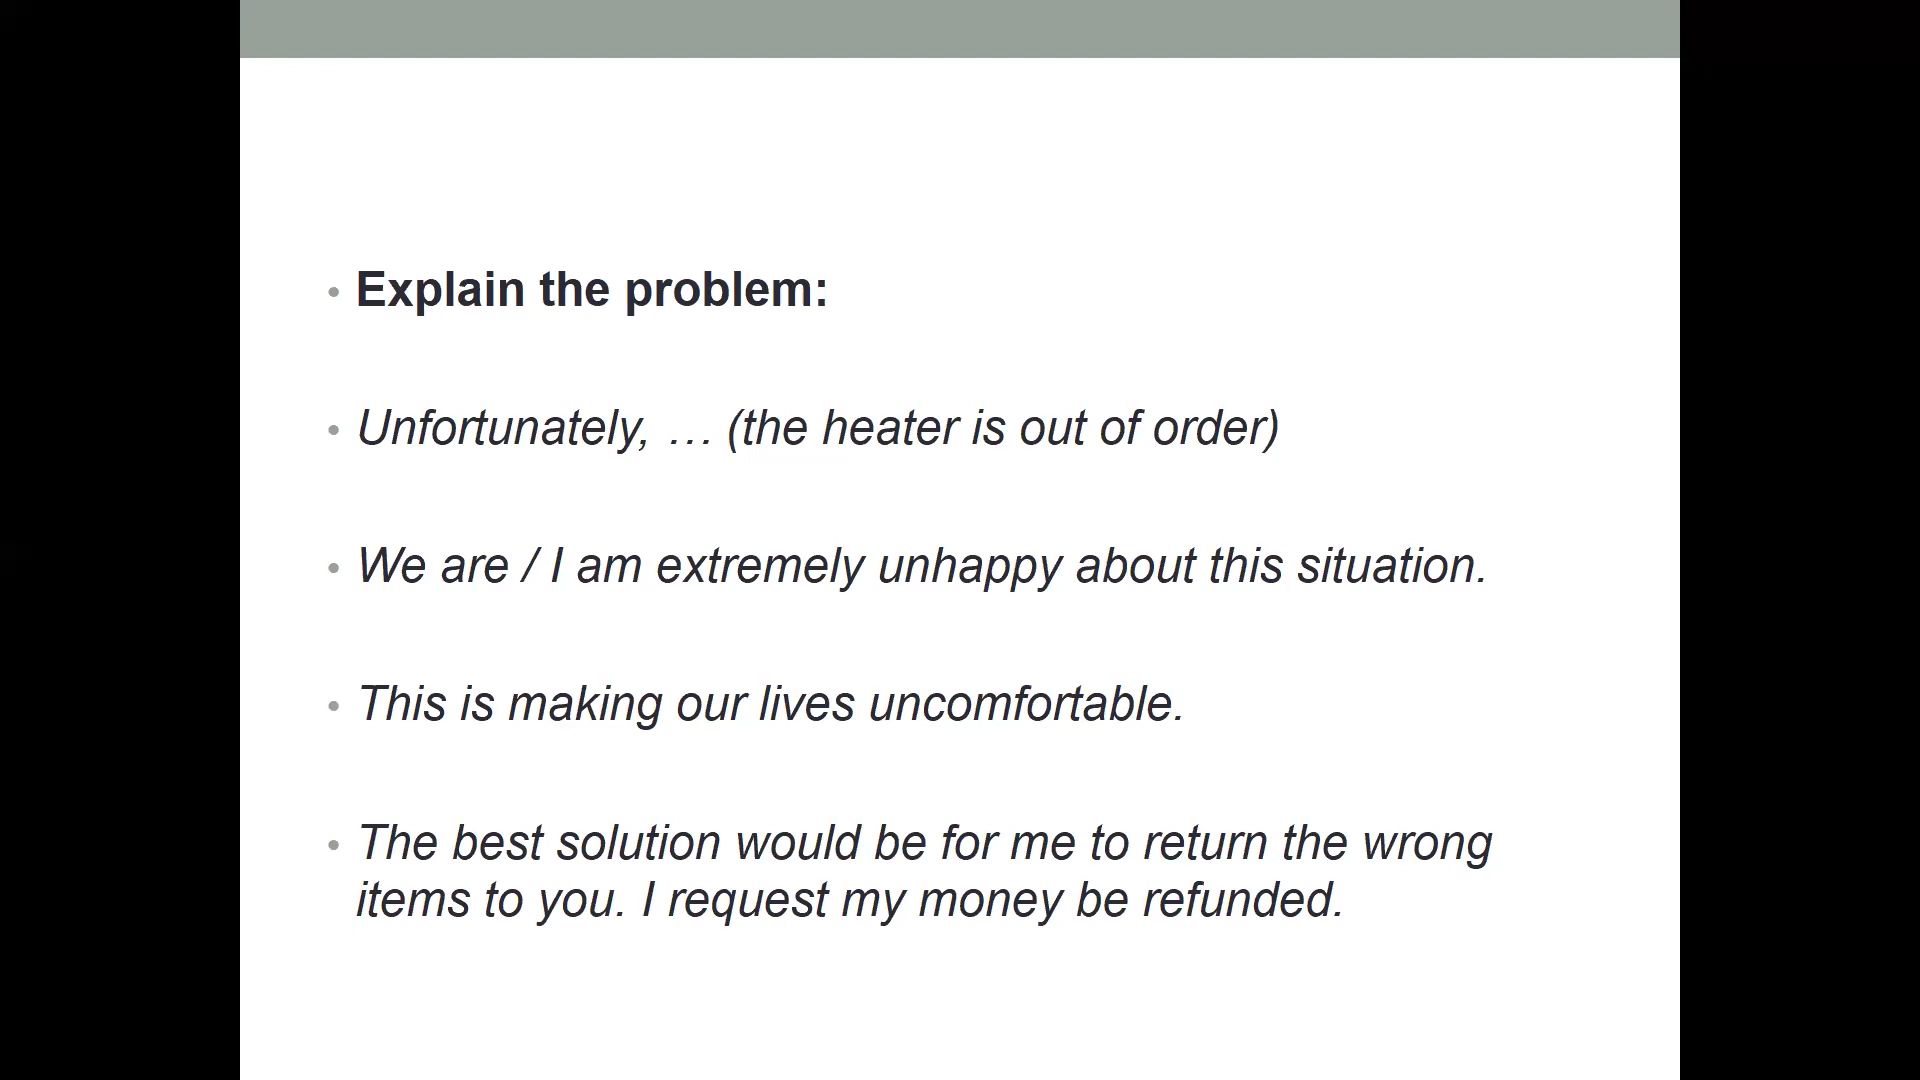 • Explain the problem:
• Unfortunately, … (the heater is out of order)
• We are / I am extremely unhappy about this situation.
• This is making our lives uncomfortable.
• The best solution would be for me to return the wrong
items to you. I request my money be refunded.